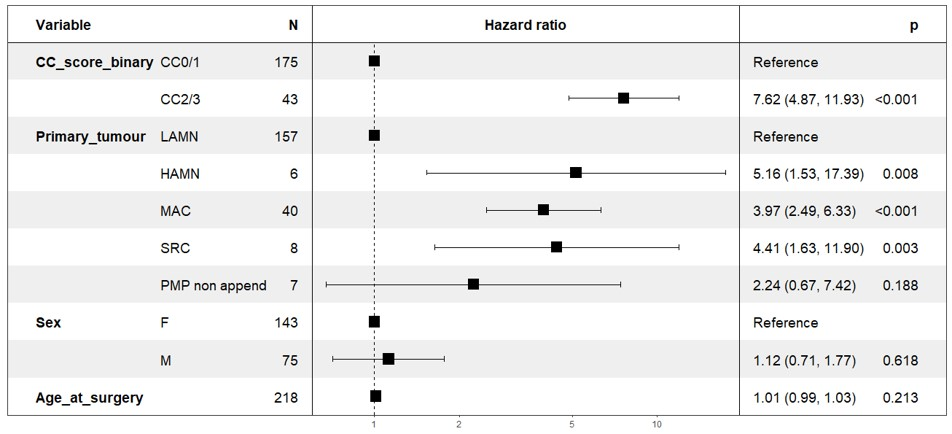 Variable N Hazard ratio p
CC_score_binary CC0/1 175 Reference
CC2/3 43 7.62 (4.87, 11.93) <0.001
Primary_tumour LAMN 157 Reference
HAMN 6 5.16 (1.53, 17.39) 0.008
MAC 40 3.97 (2.49, 6.33) <0.001
SRC 8 4.41 (1.63, 11.90) 0.003
PMP non append 7 2.24 (0.67, 7.42) 0.188
Sex F 143 Reference
M 75 1.12 (0.71, 1.77) 0.618
Age_at_surgery 218 1.01 (0.99, 1.03) 0.213
1 2 5 10